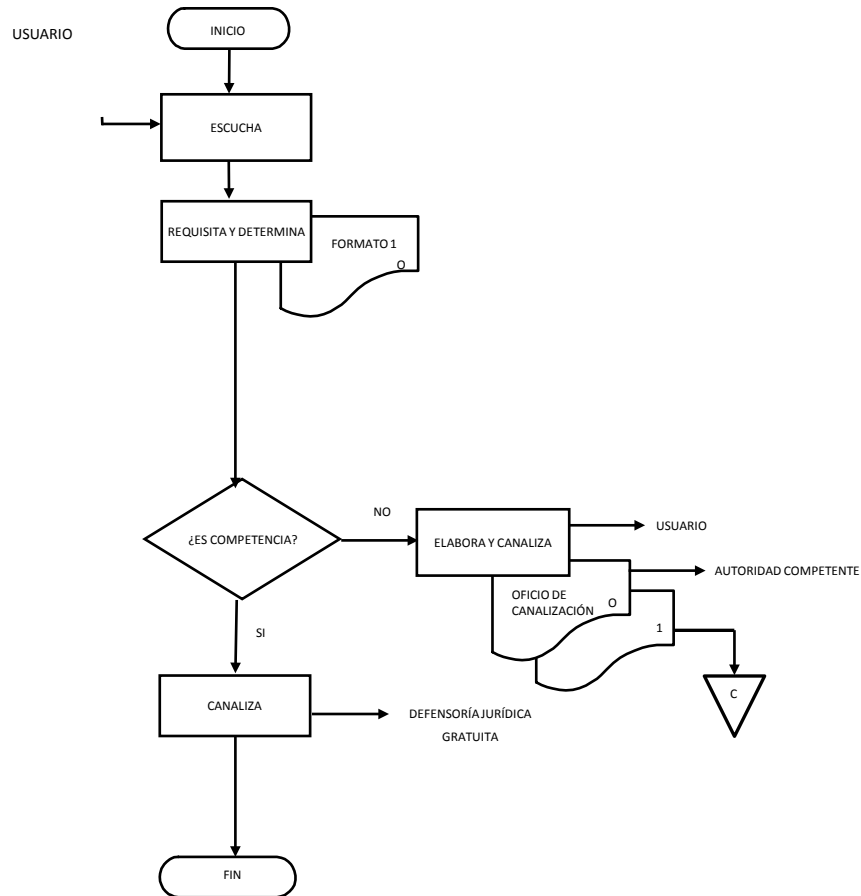 USUARIO
INICIO
ESCUCHA
REQUISITA Y DETERMINA
FORMATO 1
O
¿ES COMPETENCIA?
NO
ELABORA Y CANALIZA
USUARIO
AUTORIDAD COMPETENTE
OFICIO DE
CANALIZACIÓN
O
1
C
SI
CANALIZA
DEFENSORÍA JURÍDICA
GRATUITA
FIN